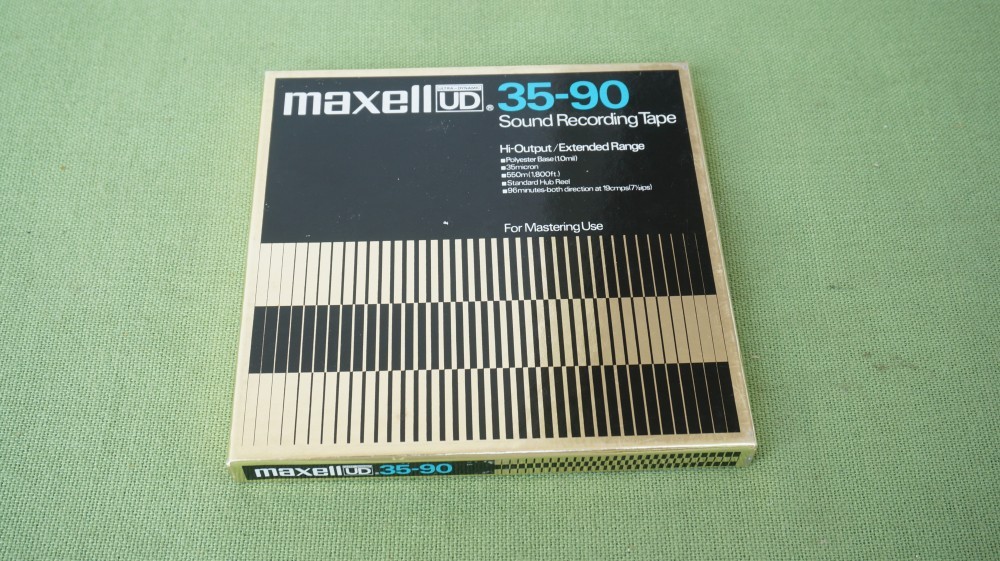 maxell UD® 35-90
Sound Recording Tape
Hi-Output/Extended Range
■Polyester Base(1.0mil)
■35micron
■550m(1,800ft.)
■Standard Hub Reel
■96minutes-both direction at 19cmps(7½ips)
For Mastering Use
maxell UD. 35-90